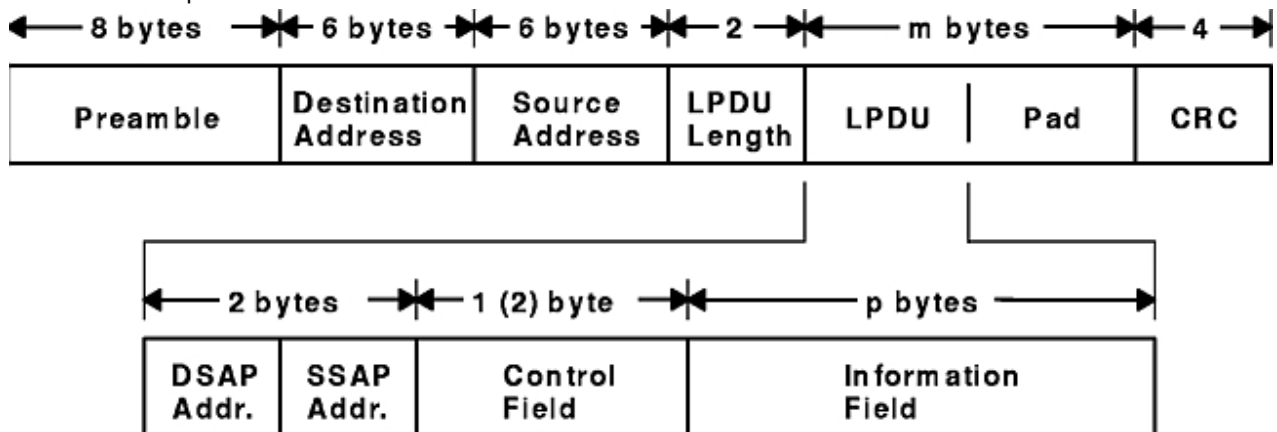 8 bytes 6 bytes 6 bytes 2 m bytes 4
Preamble Destination Address Source Address LPDU Length LPDU Pad CRC
2 bytes 1 (2) byte p bytes
DSAP Addr. SSAP Addr. Control Field Information Field